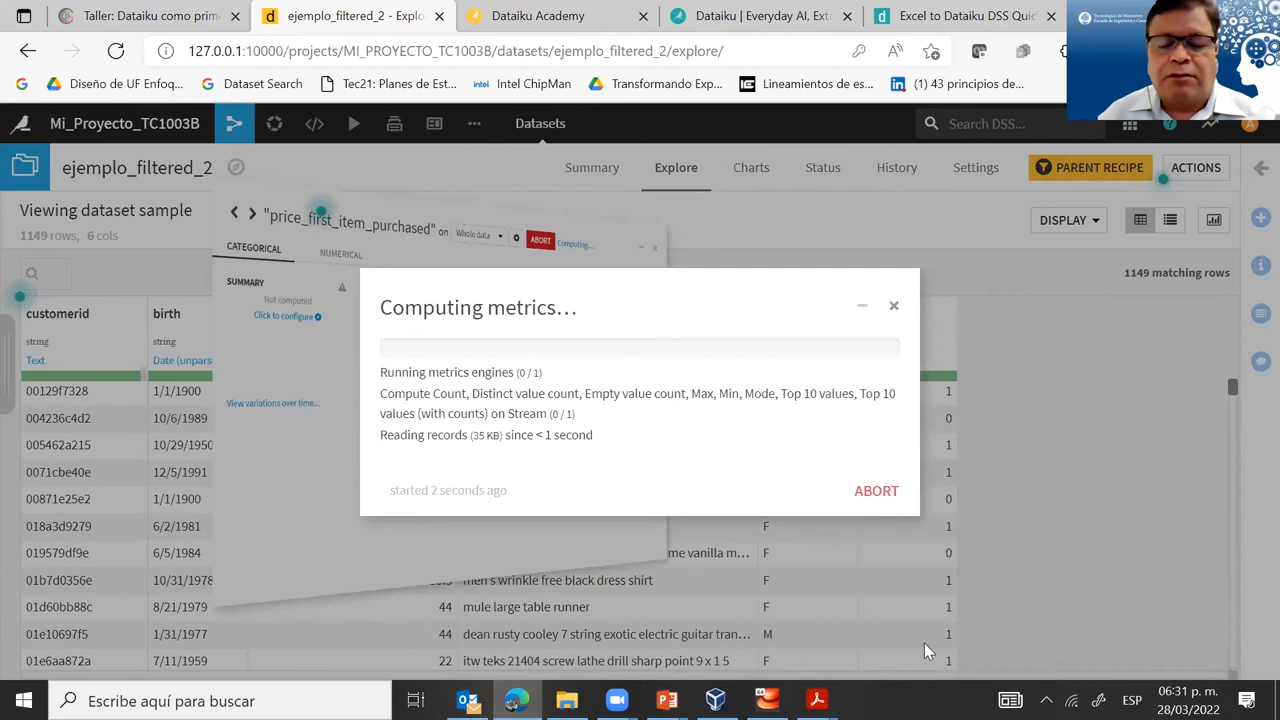 Taller: Dataiku como prim
ejemplo_filtered_2 - Explo
Dataiku Academy
Dataiku | Everyday AI, Ext
Excel to Dataiku DSS Quic
127.0.0.1:10000/projects/MI_PROYECTO_TC1003B/datasets/ejemplo_filtered_2/explore/
Diseño de UF Enfoq...
Dataset Search
Tec21: Planes de Est...
Intel ChipMan
Transformando Exp...
Lineamientos de es...
(1) 43 principios de...
Tecnológico de Monterrey
Mi_Proyecto_TC1003B
Datasets
Search DSS...
ejemplo_filtered_2
Summary
Explore
Charts
Status
History
Settings
PARENT RECIPE
ACTIONS
Viewing dataset sample
1149 rows, 6 cols
DISPLAY
"price_first_item_purchased" on Whole data ABORT Computing...
CATEGORICAL
NUMERICAL
SUMMARY
Not computed
Click to configure
View variations over time...
1149 matching rows
Computing metrics…
Running metrics engines (0 / 1)
Compute Count, Distinct value count, Empty value count, Max, Min, Mode, Top 10 values, Top 10
values (with counts) on Stream (0 / 1)
Reading records (35 KB) since < 1 second
started 2 seconds ago
ABORT
customerid birth
string string
Text Date (unpars
00129f7328 1/1/1900 1
004236c4d2 10/6/1989 0
005462a215 10/29/1950 1
0071cbe40e 12/5/1991 1
00871e25e2 1/1/1900 0
018a3d9279 6/2/1981 F 1
019579df9e 6/5/1984 me vanilla m... F 0
01b7d0356e 10/31/1978 men's wrinkle free black dress shirt F 1
01d60bb88c 8/21/1979 44 mule large table runner F 1
01e10697f5 1/31/1977 44 dean rusty cooley 7 string exotic electric guitar tran... M 1
01e6aa872a 7/11/1959 22 itw teks 21404 screw lathe drill sharp point 9 x 1 5 F 1
Escribe aquí para buscar
ESP
06:31 p. m.
28/03/2022